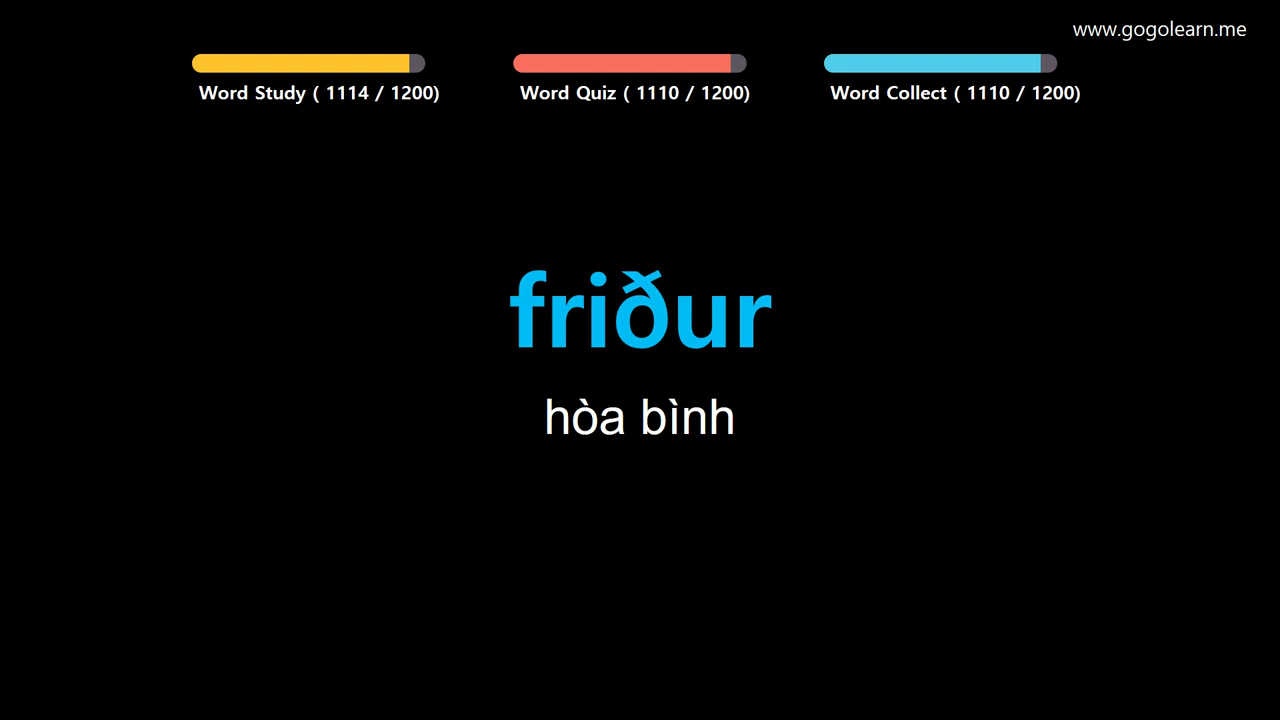 www.gogolearn.me
Word Study ( 1114 / 1200)
Word Quiz ( 1110 / 1200)
Word Collect ( 1110 / 1200)
friður
hòa bình